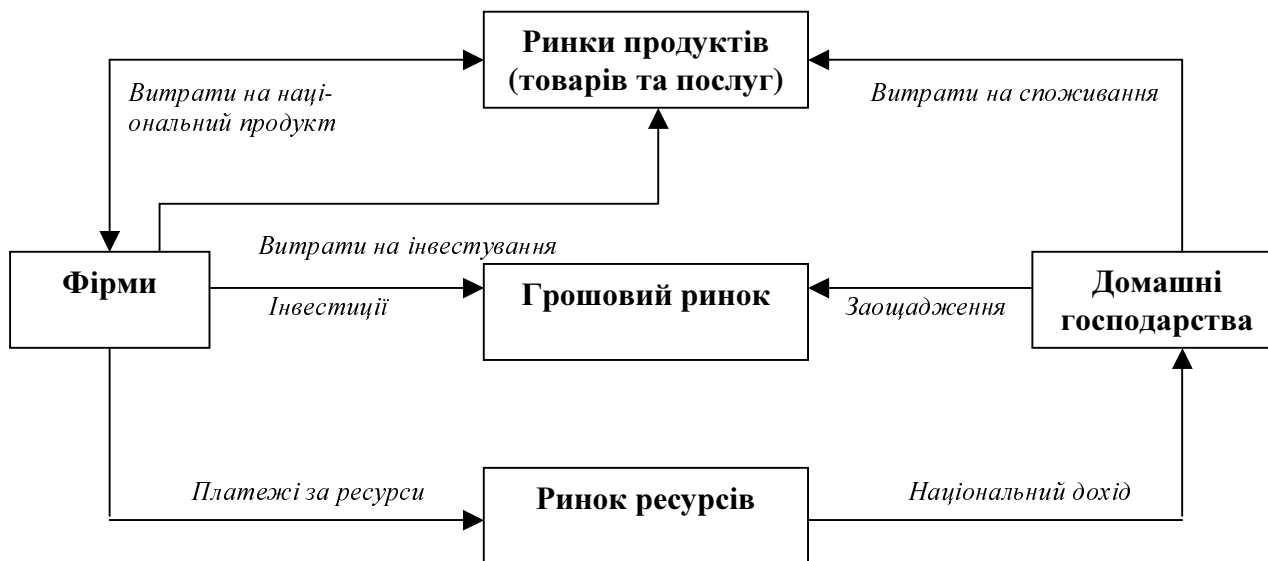 Ринки продуктів
(товарів та послуг)
Витрати на наці-
ональний продукт
Витрати на споживання
Витрати на інвестування
Фірми
Інвестиції
Грошовий ринок
Заощадження
Домашні
господарства
Платежі за ресурси
Ринок ресурсів
Національний дохід